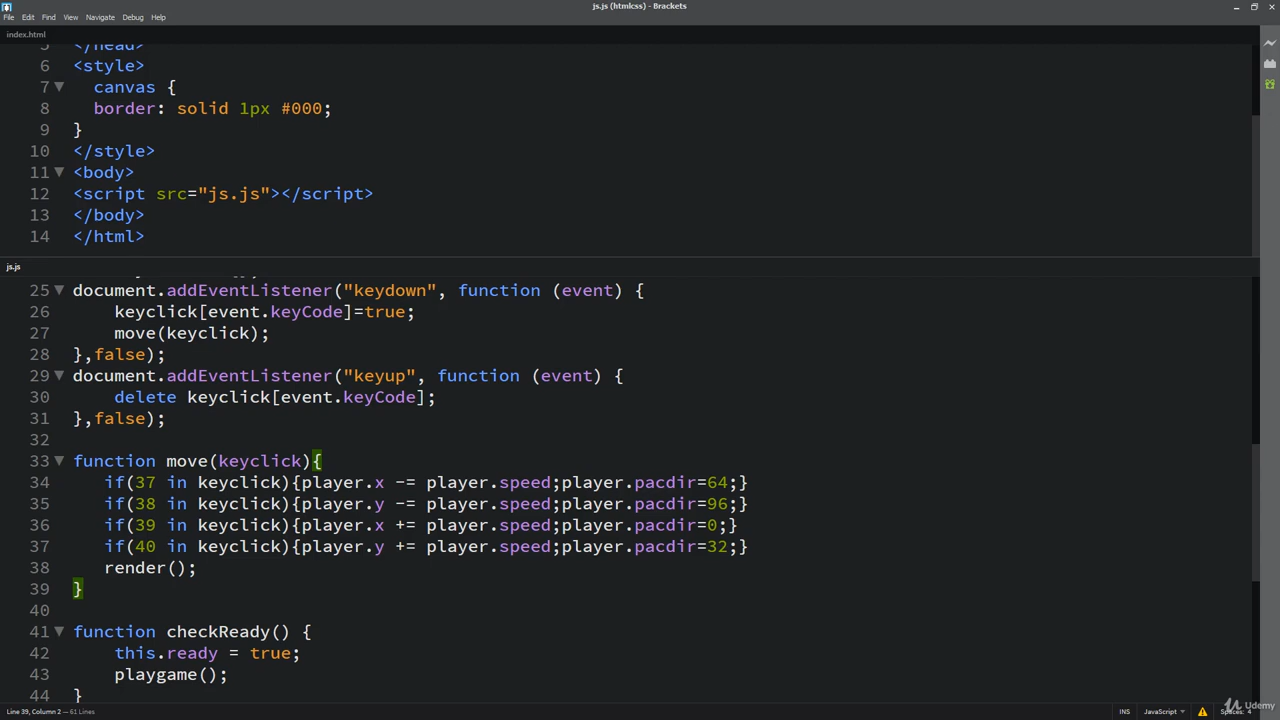 js.js (htmlcss) - Brackets
File Edit Find View Navigate Debug Help
index.html
5 </head>
6 <style>
7 canvas {
8 border: solid 1px #000;
9 }
10 </style>
11 <body>
12 <script src="js.js"></script>
13 </body>
14 </html>
js.js
25 document.addEventListener("keydown", function (event) {
26 keyclick[event.keyCode]=true;
27 move(keyclick);
28 },false);
29 document.addEventListener("keyup", function (event) {
30 delete keyclick[event.keyCode];
31 },false);
32
33 function move(keyclick){
34 if(37 in keyclick){player.x -= player.speed;player.pacdir=64;}
35 if(38 in keyclick){player.y -= player.speed;player.pacdir=96;}
36 if(39 in keyclick){player.x += player.speed;player.pacdir=0;}
37 if(40 in keyclick){player.y += player.speed;player.pacdir=32;}
38 render();
39 }
40
41 function checkReady() {
42 this.ready = true;
43 playgame();
44 }
Line 39, Column 2 — 61 Lines
INS JavaScript Spaces: 4
Udemy